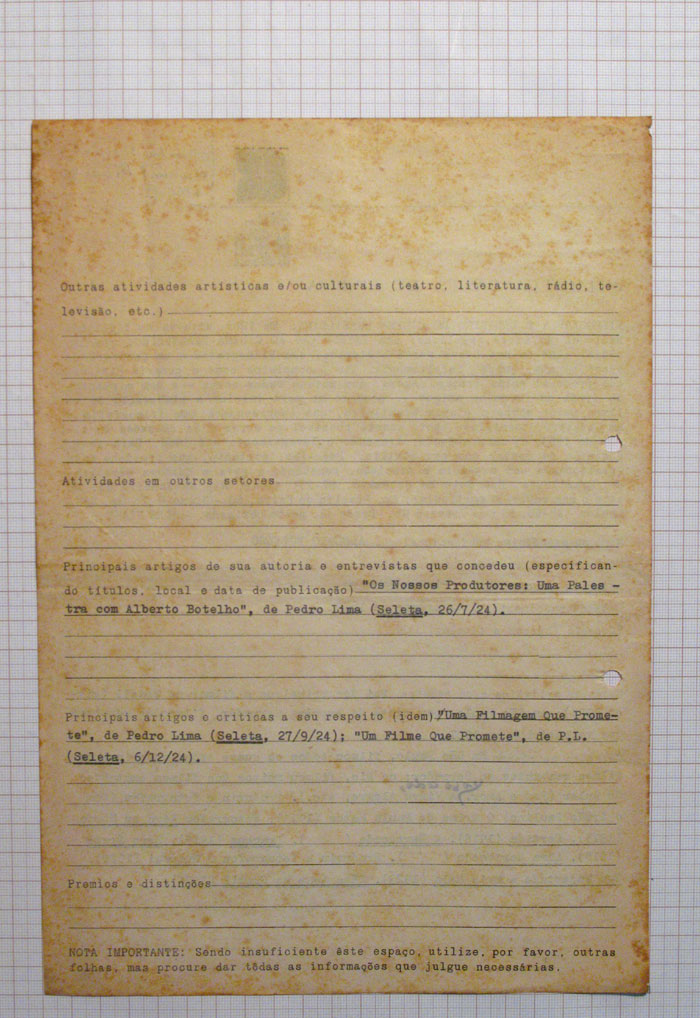 Outras atividades artísticas e/ou culturais (teatro, literatura, rádio, te-
levisão, etc.)
Atividades em outros setores
Principais artigos de sua autoria e entrevistas que concedeu (especifican-
do títulos, local e data de publicação) "Os Nossos Produtores: Uma Pales -
tra com Alberto Botelho", de Pedro Lima (Seleta, 26/7/24).
Principais artigos e críticas a seu respeito (idem) "Uma Filmagem Que Prome-
te", de Pedro Lima (Seleta, 27/9/24); "Um Filme Que Promete", de P.L.
(Seleta, 6/12/24).
Premios e distinções
NOTA IMPORTANTE: Sendo insuficiente êste espaço, utilize, por favor, outras
folhas, mas procure dar tôdas as informações que julgue necessárias.